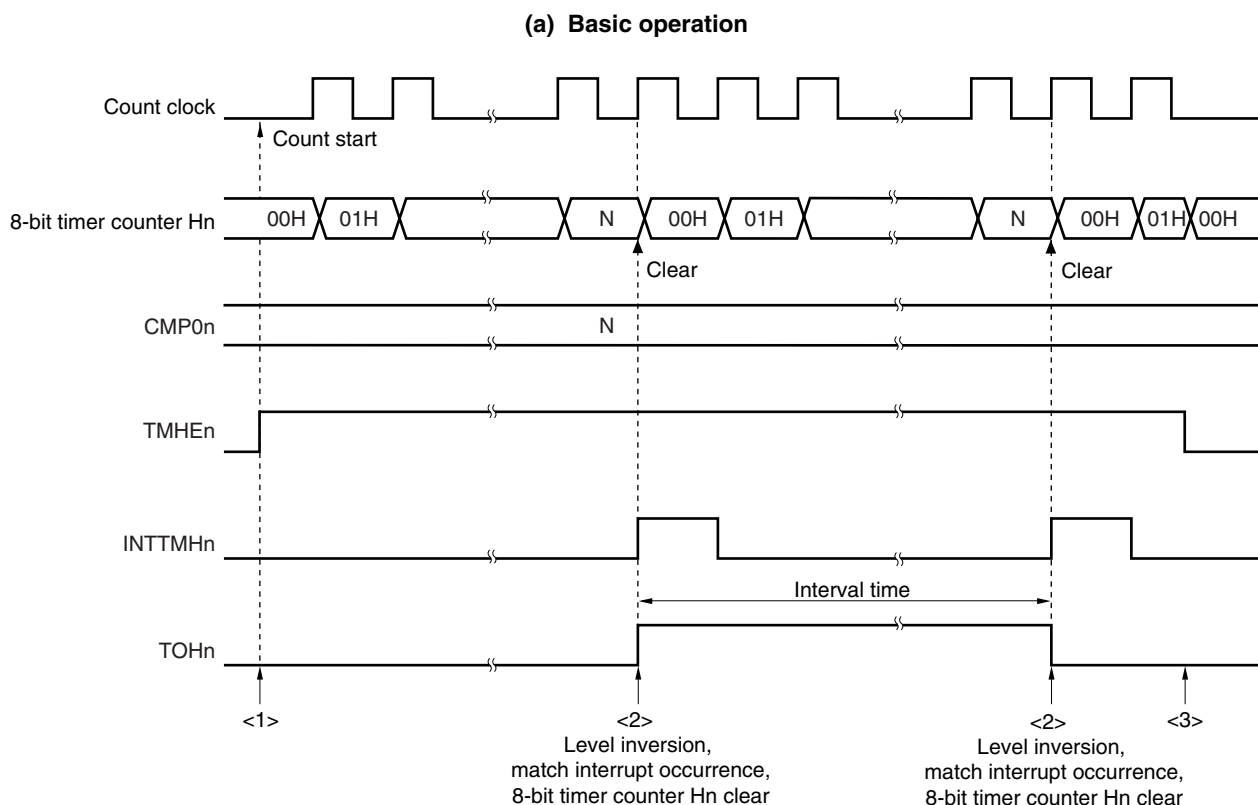 (a) Basic operation
Count clock
Count start
8-bit timer counter Hn
00H 01H N 00H 01H N 00H 01H 00H
Clear Clear
CMP0n
N
TMHEn
INTTMHn
Interval time
TOHn
<1> <2> <2> <3>
Level inversion,
match interrupt occurrence,
8-bit timer counter Hn clear
Level inversion,
match interrupt occurrence,
8-bit timer counter Hn clear